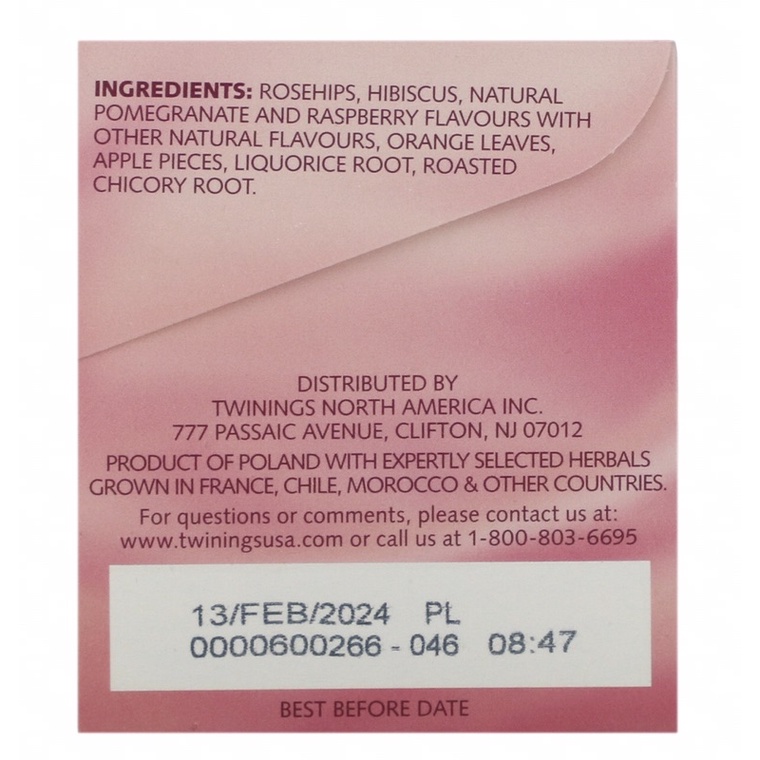 INGREDIENTS: ROSEHIPS, HIBISCUS, NATURAL
POMEGRANATE AND RASPBERRY FLAVOURS WITH
OTHER NATURAL FLAVOURS, ORANGE LEAVES,
APPLE PIECES, LIQUORICE ROOT, ROASTED
CHICORY ROOT.
DISTRIBUTED BY
TWININGS NORTH AMERICA INC.
777 PASSAIC AVENUE, CLIFTON, NJ 07012
PRODUCT OF POLAND WITH EXPERTLY SELECTED HERBALS
GROWN IN FRANCE, CHILE, MOROCCO & OTHER COUNTRIES.
For questions or comments, please contact us at:
www.twiningsusa.com or call us at 1-800-803-6695
13/FEB/2024 PL
0000600266 - 046 08:47
BEST BEFORE DATE